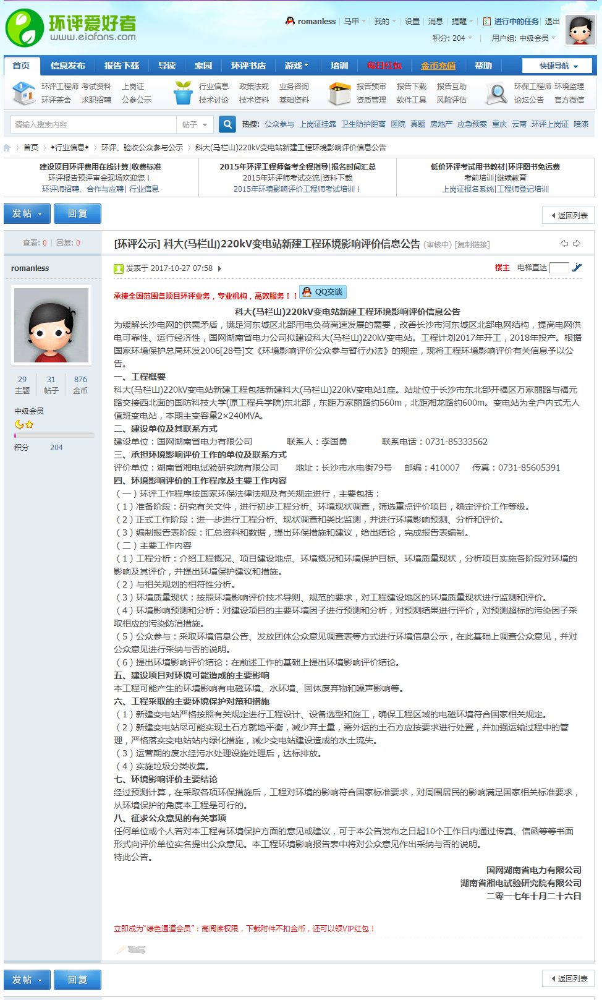 环评爱好者
www.eiafans.com
romanless 马甲 我的 设置 消息 提醒 进行中的任务 退出
积分: 204 用户组: 中级会员
首页 信息发布 报告下载 导读 家园 环评书店 游戏 培训 每日红包 金币充值 帮助 快捷导航
环评工程师 考试资料 上岗证 行业信息 政策法规 业务咨询 报告预审 报告下载 报告互助 环保工程师 环境监理
环评茶舍 求职招聘 公参公示 技术讨论 技术资料 基础资料 资质管理 软件工具 风险评估 论坛公告 官方微信
请输入搜索内容 帖子 热搜: 公众参与 上岗证挂靠 卫生防护距离 医院 真题 房地产 应急预案 重庆 云南 环评上岗证 喷漆
首页 〉 ♦行业信息♦ 〉 环评、验收公众参与公示 〉 科大(马栏山)220kV变电站新建工程环境影响评价信息公告
建设项目环评费用在线计算|收费标准 2015年环评工程师备考全程指导|报名时间汇总 低价环评考试用书教材|环评图书免运费
环评报告预评审会现场欢迎您！ 2015年环评师考试交流|资料下载 考前培训|继续教育
环评师招聘、合作与应聘| 行业信息 2015年环境影响评价工程师考试培训！ 上岗证报名系统|工程师登记培训
发帖 回复 返回列表
查看: 0 | 回复: 0 [环评公示] 科大(马栏山)220kV变电站新建工程环境影响评价信息公告 (审核中) [复制链接]
romanless 发表于 2017-10-27 07:58 楼主 电梯直达
承接全国范围各项目环评业务，专业机构，高效服务！！ QQ交谈
科大(马栏山)220kV变电站新建工程环境影响评价信息公告
为缓解长沙电网的供需矛盾，满足河东城区北部用电负荷高速发展的需要，改善长沙市河东城区北部电网结构，提高电网供
电可靠性、运行经济性，国网湖南省电力公司拟建设科大(马栏山)220kV变电站。工程计划2017年开工，2018年投产。根据
国家环境保护总局环发2006[28号]文《环境影响评价公众参与暂行办法》的规定，现将工程环境影响评价有关信息予以公
告。
一、工程概要
科大(马栏山)220kV变电站新建工程包括新建科大(马栏山)220kV变电站1座。站址位于长沙市东北部开福区万家丽路与福元
路交接西北面的国防科技大学(原工程兵学院)东北部，东距万家丽路约560m，北距湘龙路约600m。变电站为全户内式无人
值班变电站，本期主变容量2×240MVA。
29 31 876
主题 帖子 金币
中级会员
积分 204
二、建设单位及其联系方式
建设单位：国网湖南省电力有限公司 联系人：李国勇 联系电话：0731-85333562
三、承担环境影响评价工作的单位及联系方式
评价单位：湖南省湘电试验研究院有限公司 地址：长沙市水电街79号 邮编：410007 传真：0731-85605391
四、环境影响评价的工作程序及主要工作内容
（一）环评工作程序按国家环保法律法规及有关规定进行，主要包括：
（1）准备阶段：研究有关文件，进行初步工程分析、环境现状调查，筛选重点评价项目，确定评价工作等级。
（2）正式工作阶段：进一步进行工程分析、现状调查和类比监测，并进行环境影响预测、分析和评价。
（3）编制报告表阶段：汇总资料和数据，提出环保措施和建议，给出结论，完成报告表编制。
（二）主要工作内容
（1）工程分析：介绍工程概况、项目建设地点、环境概况和环境保护目标、环境质量现状，分析项目实施各阶段对环境的
影响及其评价，并提出环境保护建议和措施。
（2）与相关规划的相符性分析。
（3）环境质量现状：按照环境影响评价技术导则、规范的要求，对工程建设地区的环境质量现状进行监测和评价。
（4）环境影响预测和分析：对建设项目的主要环境因子进行预测和分析，对预测结果进行评价，对预测超标的污染因子采
取相应的污染防治措施。
（5）公众参与：采取环境信息公告、发放团体公众意见调查表等方式进行环境信息公示，在此基础上调查公众意见，并对
公众意见进行采纳与否的说明。
（6）提出环境影响评价结论：在前述工作的基础上提出环境影响评价结论。
五、建设项目对环境可能造成的主要影响
本工程可能产生的环境影响有电磁环境、水环境、固体废弃物和噪声影响等。
六、工程采取的主要环境保护对策和措施
（1）新建变电站严格按照有关规定进行工程设计、设备选型和施工，确保工程区域的电磁环境符合国家相关规定。
（2）新建变电站尽可能实现土石方就地平衡，减少弃土量，需外运的土石方应按要求进行处置，并加强运输过程中的管
理，严格落实变电站站内绿化措施，减少变电站建设造成的水土流失。
（3）运营期的废水经污水处理设施处理后，达标排放。
（4）实施垃圾分类收集。
七、环境影响评价主要结论
经过预测计算，在采取各项环保措施后，工程对环境的影响符合国家标准要求，对周围居民的影响满足国家相关标准要求，
从环境保护的角度本工程是可行的。
八、征求公众意见的有关事项
任何单位或个人若对本工程有环境保护方面的意见或建议，可于本公告发布之日起10个工作日内通过传真、信函等等书面
形式向评价单位实名提出公众意见。本工程环境影响报告表中将对公众意见作出采纳与否的说明。
特此公告。
国网湖南省电力有限公司
湖南省湘电试验研究院有限公司
二零一七年十月二十六日
立即成为“绿色通道会员”：高阅读权限，下载附件不扣金币，还可以领VIP红包！
发帖 回复 返回列表